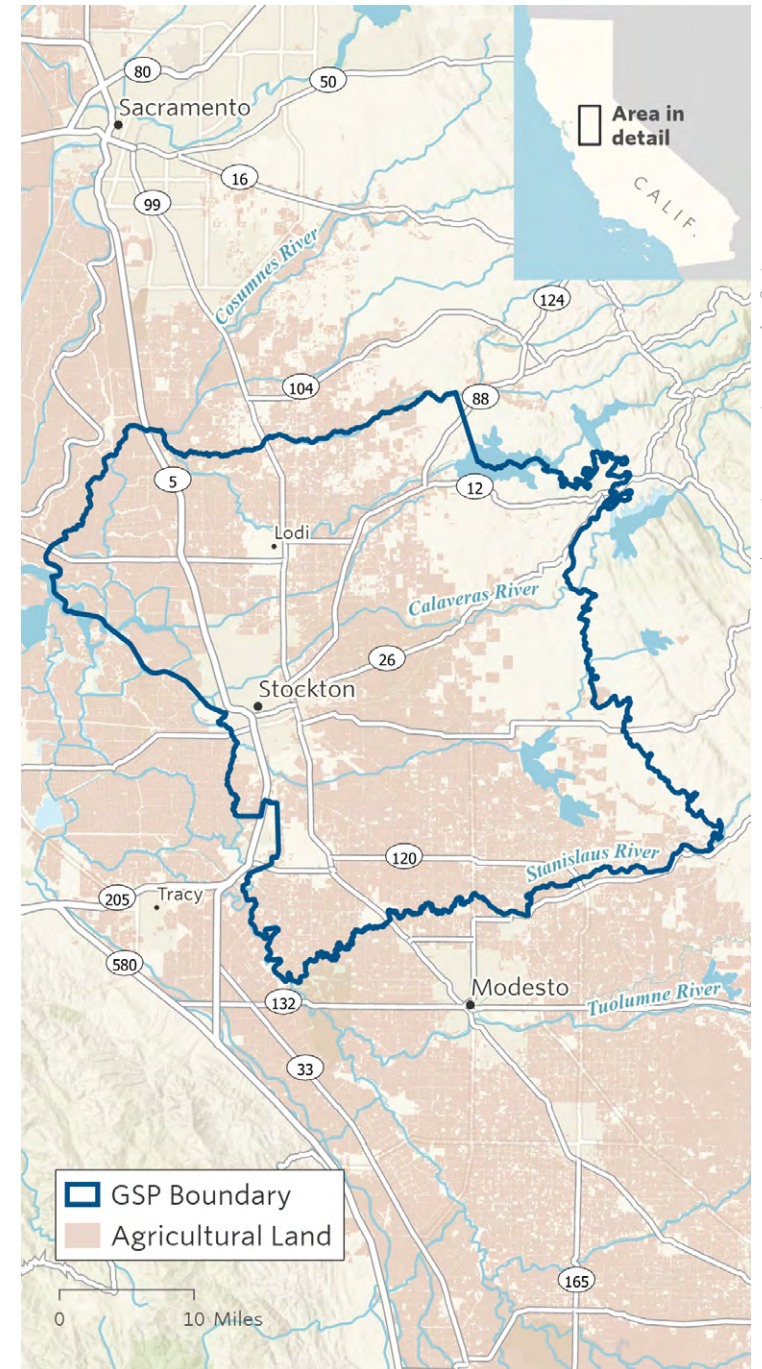 80
50
Sacramento
Area in
detail
16
99
CALIF.
Cosumnes River
124
104
88
5
12
Lodi
Calaveras River
26
Stockton
120
Stanislaus River
205
Tracy
580
Modesto
132
Tuolumne River
33
GSP Boundary
Agricultural Land
165
0
10 Miles